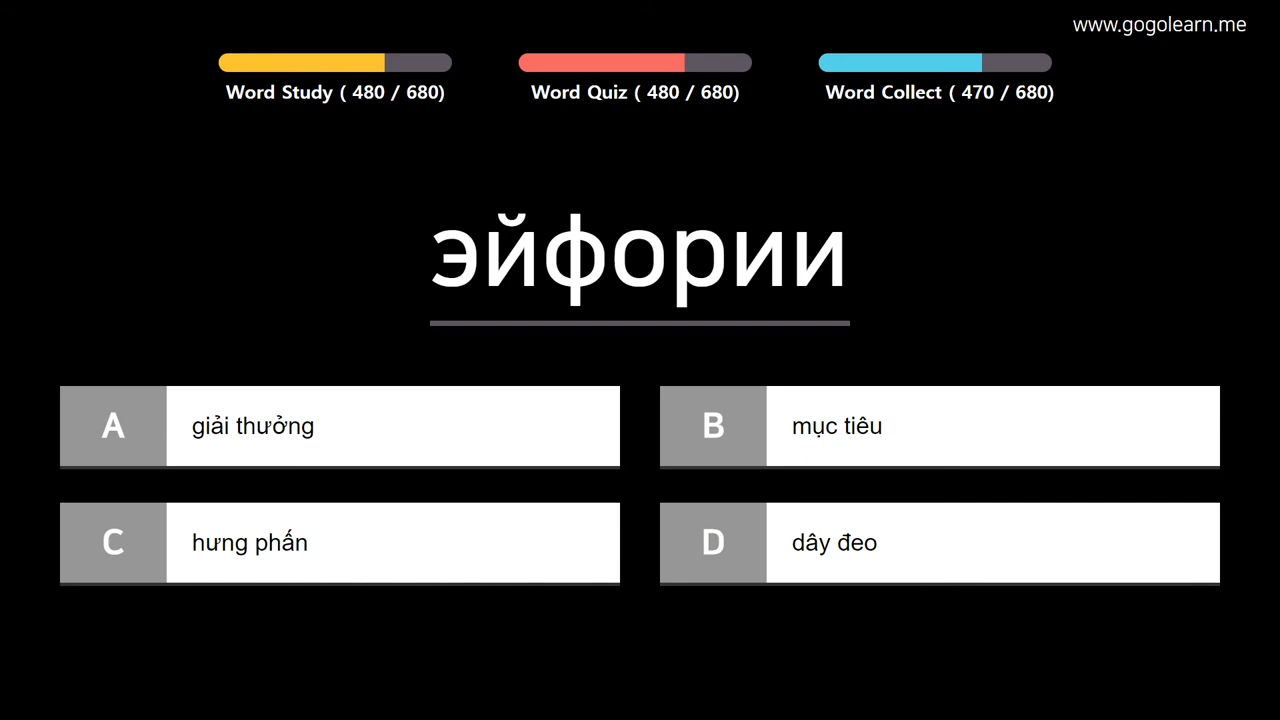 www.gogolearn.me
Word Study ( 480 / 680)
Word Quiz ( 480 / 680)
Word Collect ( 470 / 680)
эйфории
A giải thưởng
B mục tiêu
C hưng phấn
D dây đeo